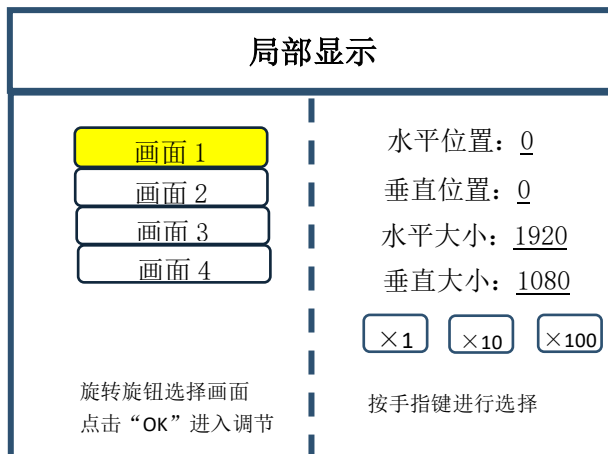 局部显示
画面 1
画面 2
画面 3
画面 4
旋转旋钮选择画面
点击“OK”进入调节
水平位置：0
垂直位置：0
水平大小：1920
垂直大小：1080
×1 ×10 ×100
按手指键进行选择